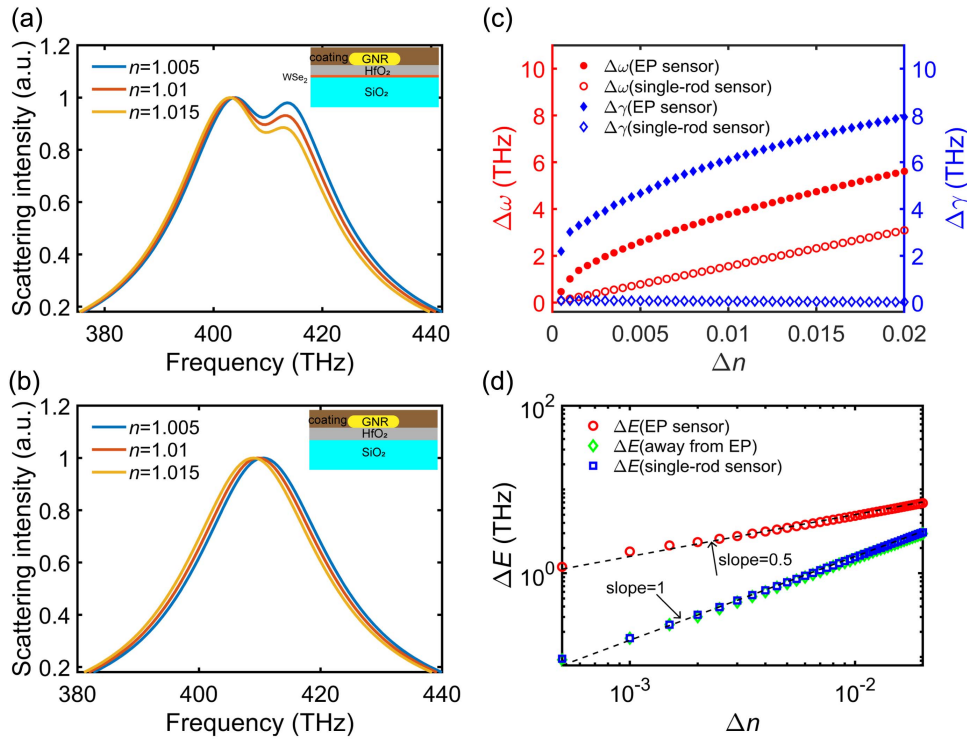 (a)
Scattering intensity (a.u.)
1.2
1
0.8
0.6
0.4
0.2
n=1.005
n=1.01
n=1.015
coating
GNR
HfO₂
WSe₂
SiO₂
380
400
420
440
Frequency (THz)
(b)
Scattering intensity (a.u.)
1.2
1
0.8
0.6
0.4
0.2
n=1.005
n=1.01
n=1.015
coating
GNR
HfO₂
SiO₂
380
400
420
440
Frequency (THz)
(c)
Δω (THz)
10
8
6
4
2
0
Δω(EP sensor)
Δω(single-rod sensor)
Δγ(EP sensor)
Δγ(single-rod sensor)
10
8
6
4
2
0
Δγ (THz)
0
0.005
0.01
0.015
0.02
Δn
(d)
ΔE (THz)
10²
10⁰
ΔE(EP sensor)
ΔE(away from EP)
ΔE(single-rod sensor)
slope=0.5
slope=1
10⁻³
10⁻²
Δn